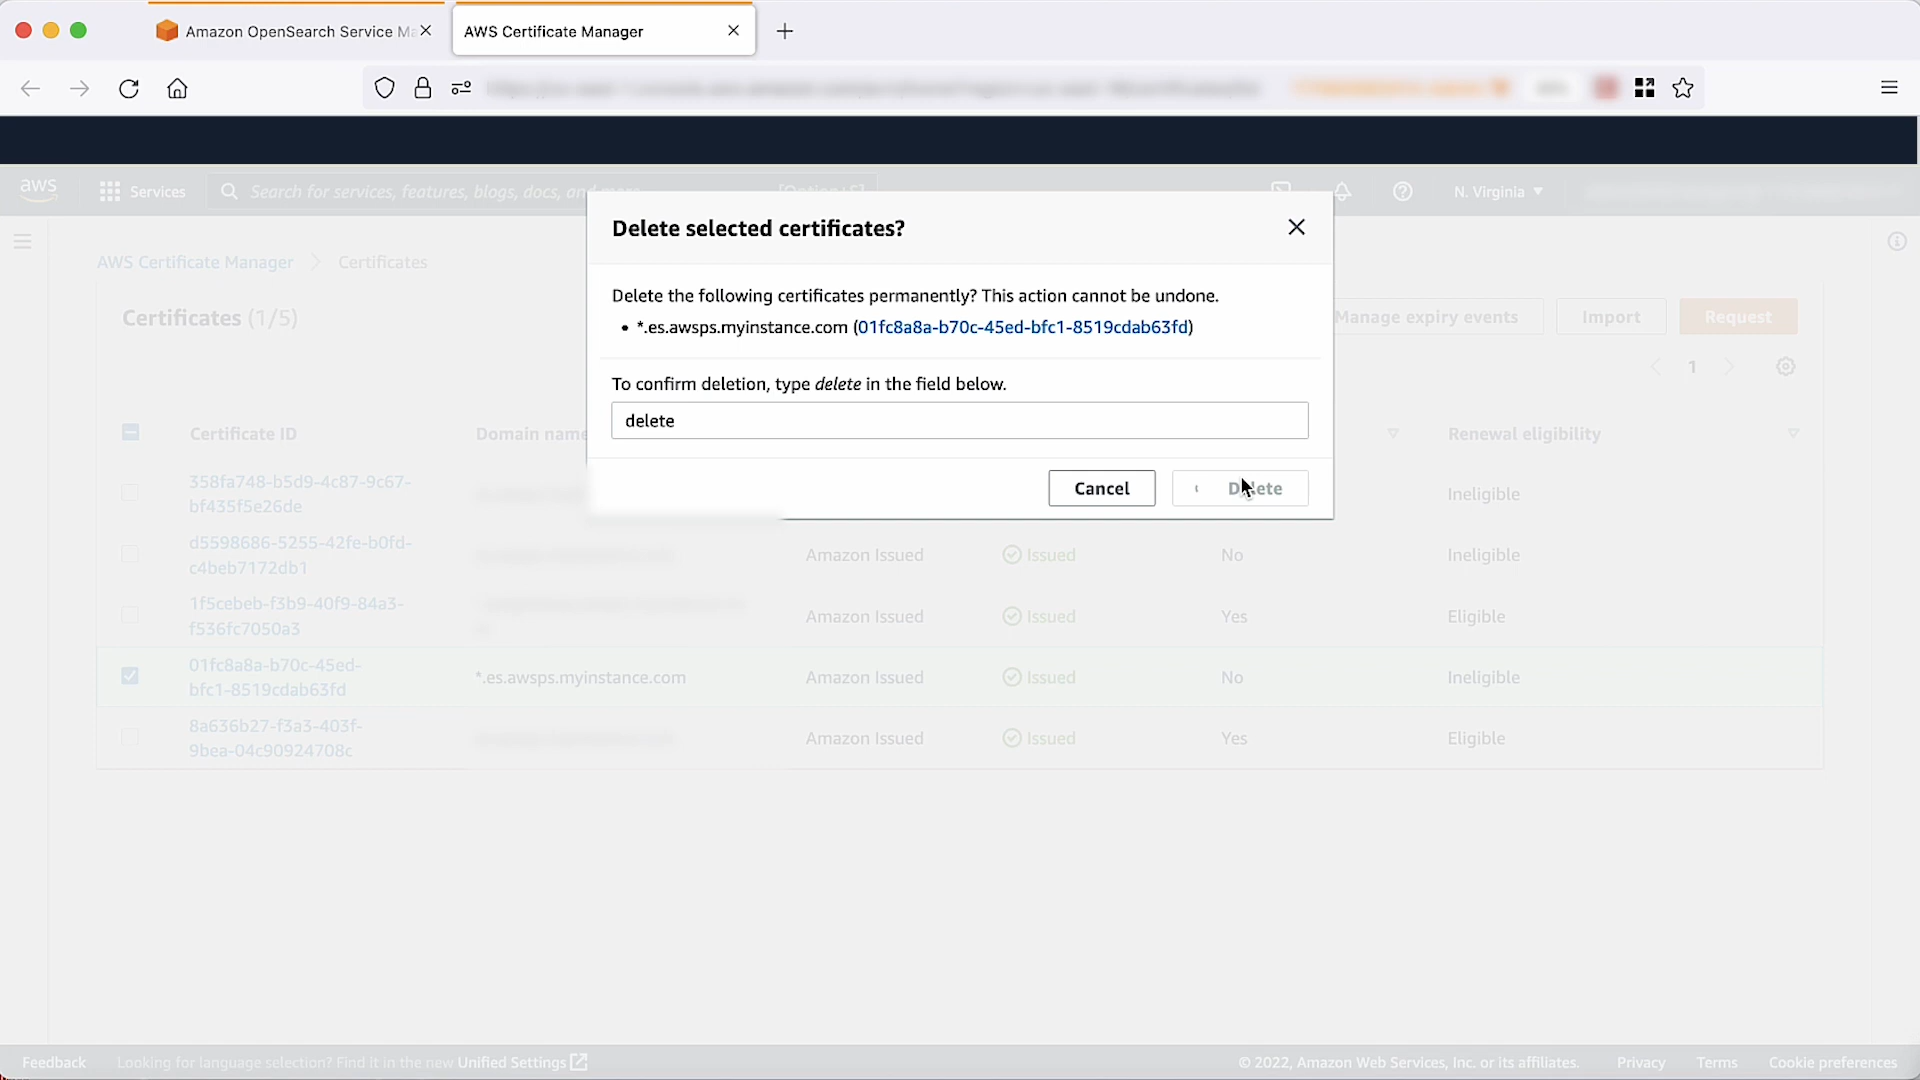 Amazon OpenSearch Service Ma
AWS Certificate Manager
aws
Services
Search for services, features, blogs, docs, and more
[Option+S]
N. Virginia
AWS Certificate Manager
Certificates
Certificates (1/5)
Manage expiry events
Import
Request
1
Delete selected certificates?
Delete the following certificates permanently? This action cannot be undone.
• *.es.awsps.myinstance.com (01fc8a8a-b70c-45ed-bfc1-8519cdab63fd)
To confirm deletion, type delete in the field below.
delete
Cancel
Delete
Certificate ID
Domain name
Renewal eligibility
358fa748-b5d9-4c87-9c67-
bf435f5e26de
Ineligible
d5598686-5255-42fe-b0fd-
c4beb7172db1
Amazon Issued
Issued
No
Ineligible
1f5cebeb-f3b9-40f9-84a3-
f536fc7050a3
Amazon Issued
Issued
Yes
Eligible
01fc8a8a-b70c-45ed-
bfc1-8519cdab63fd
*.es.awsps.myinstance.com
Amazon Issued
Issued
No
Ineligible
8a636b27-f3a3-403f-
9bea-04c90924708c
Amazon Issued
Issued
Yes
Eligible
Feedback
Looking for language selection? Find it in the new Unified Settings
© 2022, Amazon Web Services, Inc. or its affiliates.
Privacy
Terms
Cookie preferences